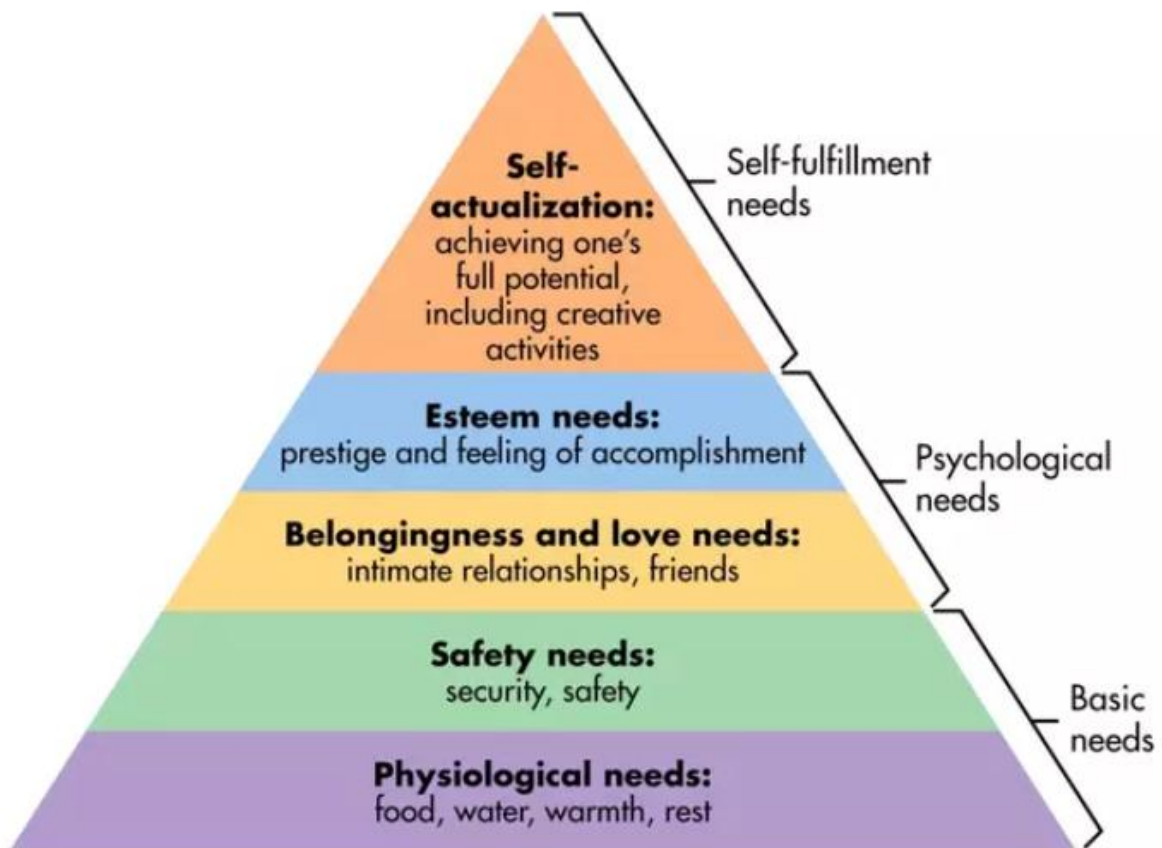 Self-
actualization:
achieving one's
full potential,
including creative
activities
Self-fulfillment
needs
Esteem needs:
prestige and feeling of accomplishment
Psychological
needs
Belongingness and love needs:
intimate relationships, friends
Safety needs:
security, safety
Basic
needs
Physiological needs:
food, water, warmth, rest